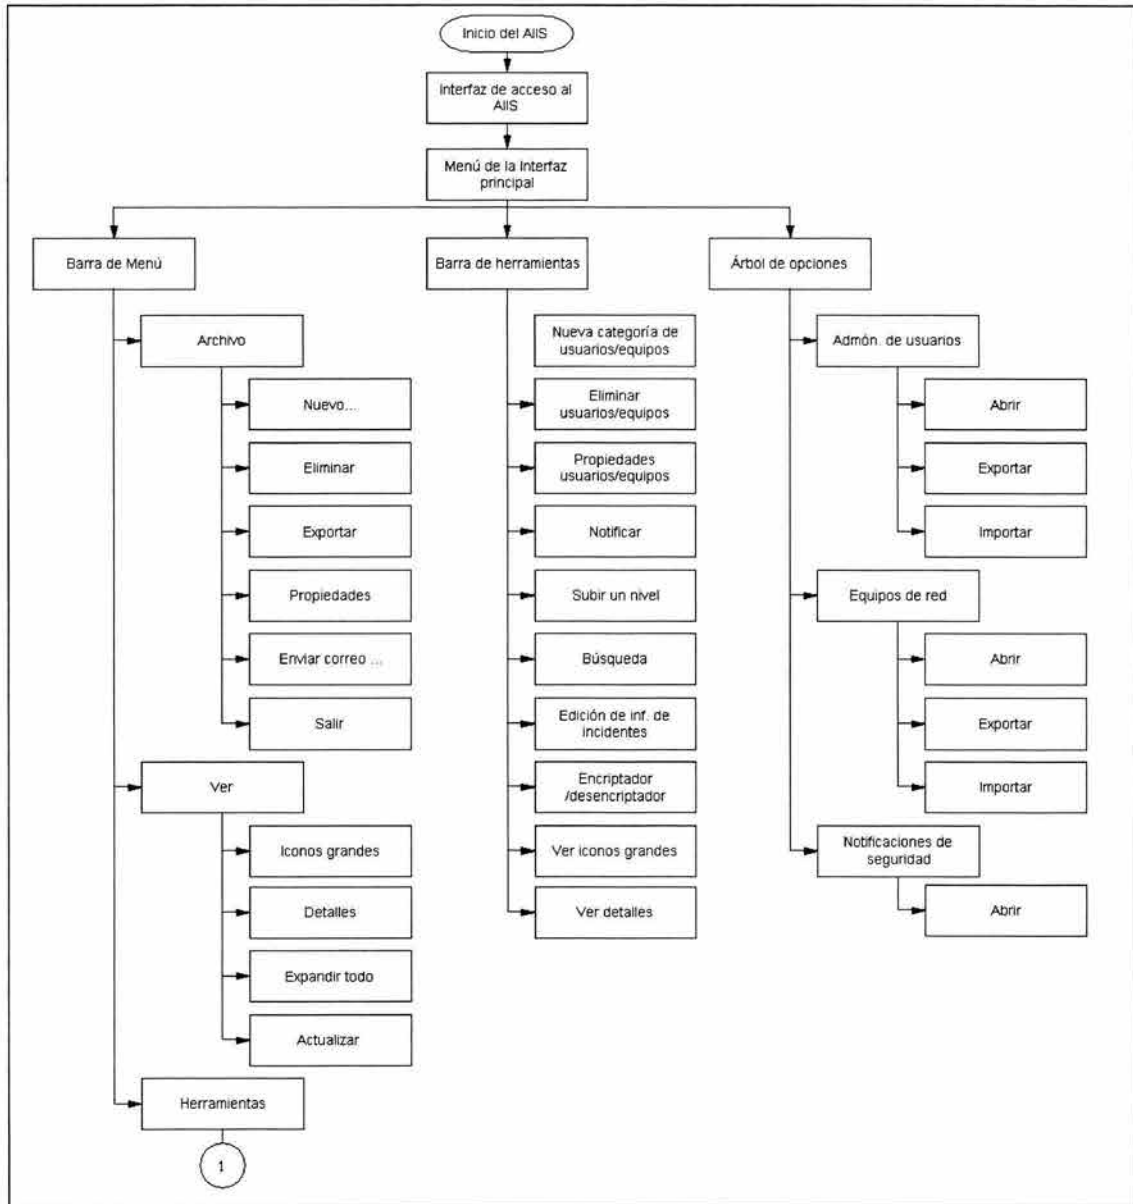 Inicio del AIIS
Interfaz de acceso al
AIIS
Menú de la Interfaz
principal
Barra de Menú
Archivo
Nuevo...
Eliminar
Exportar
Propiedades
Enviar correo ...
Salir
Ver
Iconos grandes
Detalles
Expandir todo
Actualizar
Herramientas
1
Barra de herramientas
Nueva categoría de
usuarios/equipos
Eliminar
usuarios/equipos
Propiedades
usuarios/equipos
Notificar
Subir un nivel
Búsqueda
Edición de inf. de
incidentes
Encriptador
/desencriptador
Ver iconos grandes
Ver detalles
Árbol de opciones
Admón. de usuarios
Abrir
Exportar
Importar
Equipos de red
Abrir
Exportar
Importar
Notificaciones de
seguridad
Abrir